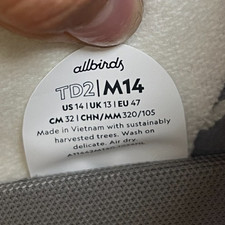 allbirds
TD2|M14
US 14 | UK 13 | EU 47
CM 32 | CHN/MM 320/105
Made in Vietnam with sustainably
harvested trees. Wash on
delicate. Air dry.